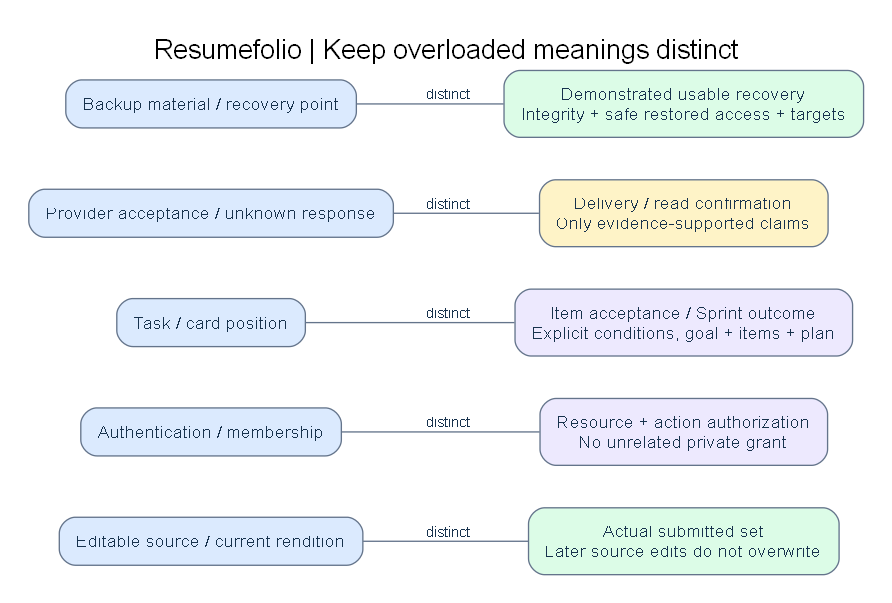 Resumefolio | Keep overloaded meanings distinct
Backup material / recovery point
distinct
Demonstrated usable recovery
Integrity + safe restored access + targets
Provider acceptance / unknown response
distinct
Delivery / read confirmation
Only evidence-supported claims
Task / card position
distinct
Item acceptance / Sprint outcome
Explicit conditions, goal + items + plan
Authentication / membership
distinct
Resource + action authorization
No unrelated private grant
Editable source / current rendition
distinct
Actual submitted set
Later source edits do not overwrite